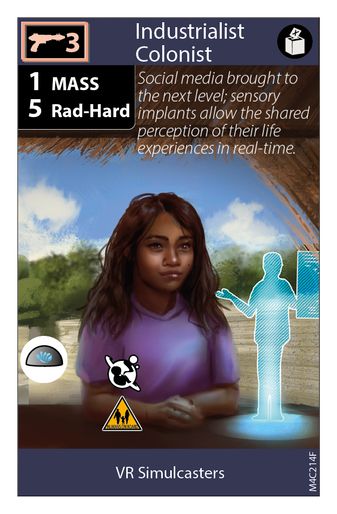 3
Industrialist
Colonist
1 MASS
5 Rad-Hard
Social media brought to
the next level; sensory
implants allow the shared
perception of their life
experiences in real-time.
VR Simulcasters
M4C214F